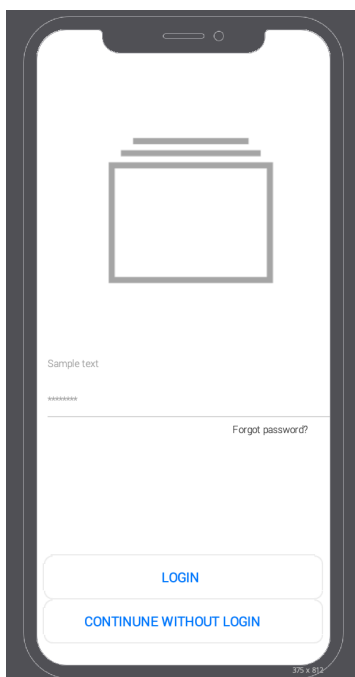 Sample text
********
Forgot password?
LOGIN
CONTINUNE WITHOUT LOGIN
375 x 812